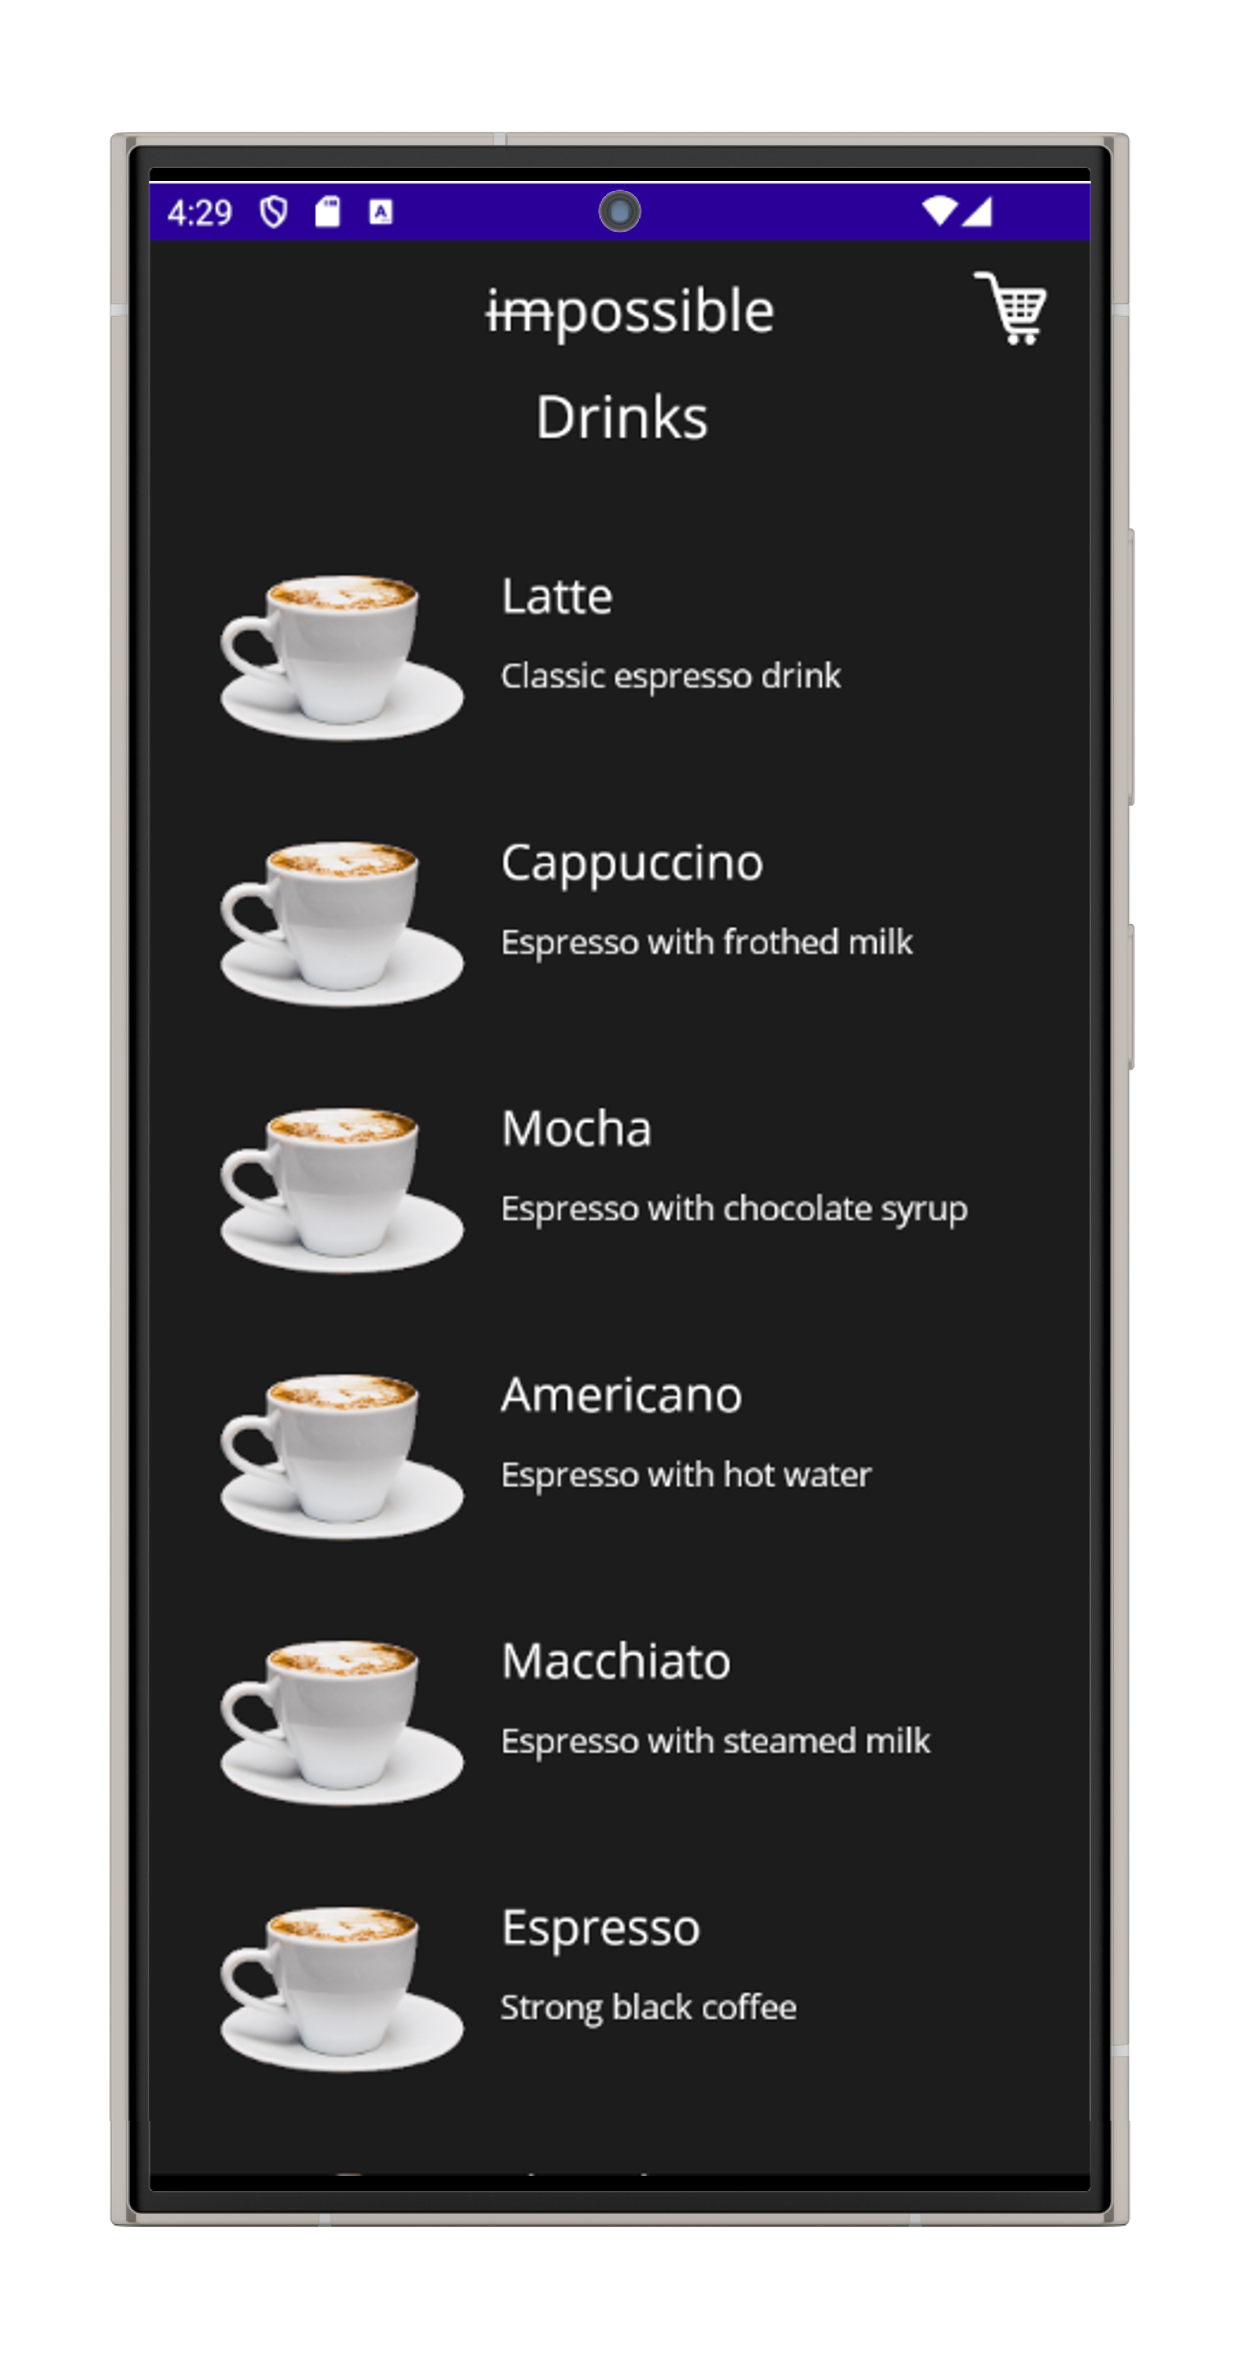 4:29
impossible
Drinks
Latte
Classic espresso drink
Cappuccino
Espresso with frothed milk
Mocha
Espresso with chocolate syrup
Americano
Espresso with hot water
Macchiato
Espresso with steamed milk
Espresso
Strong black coffee